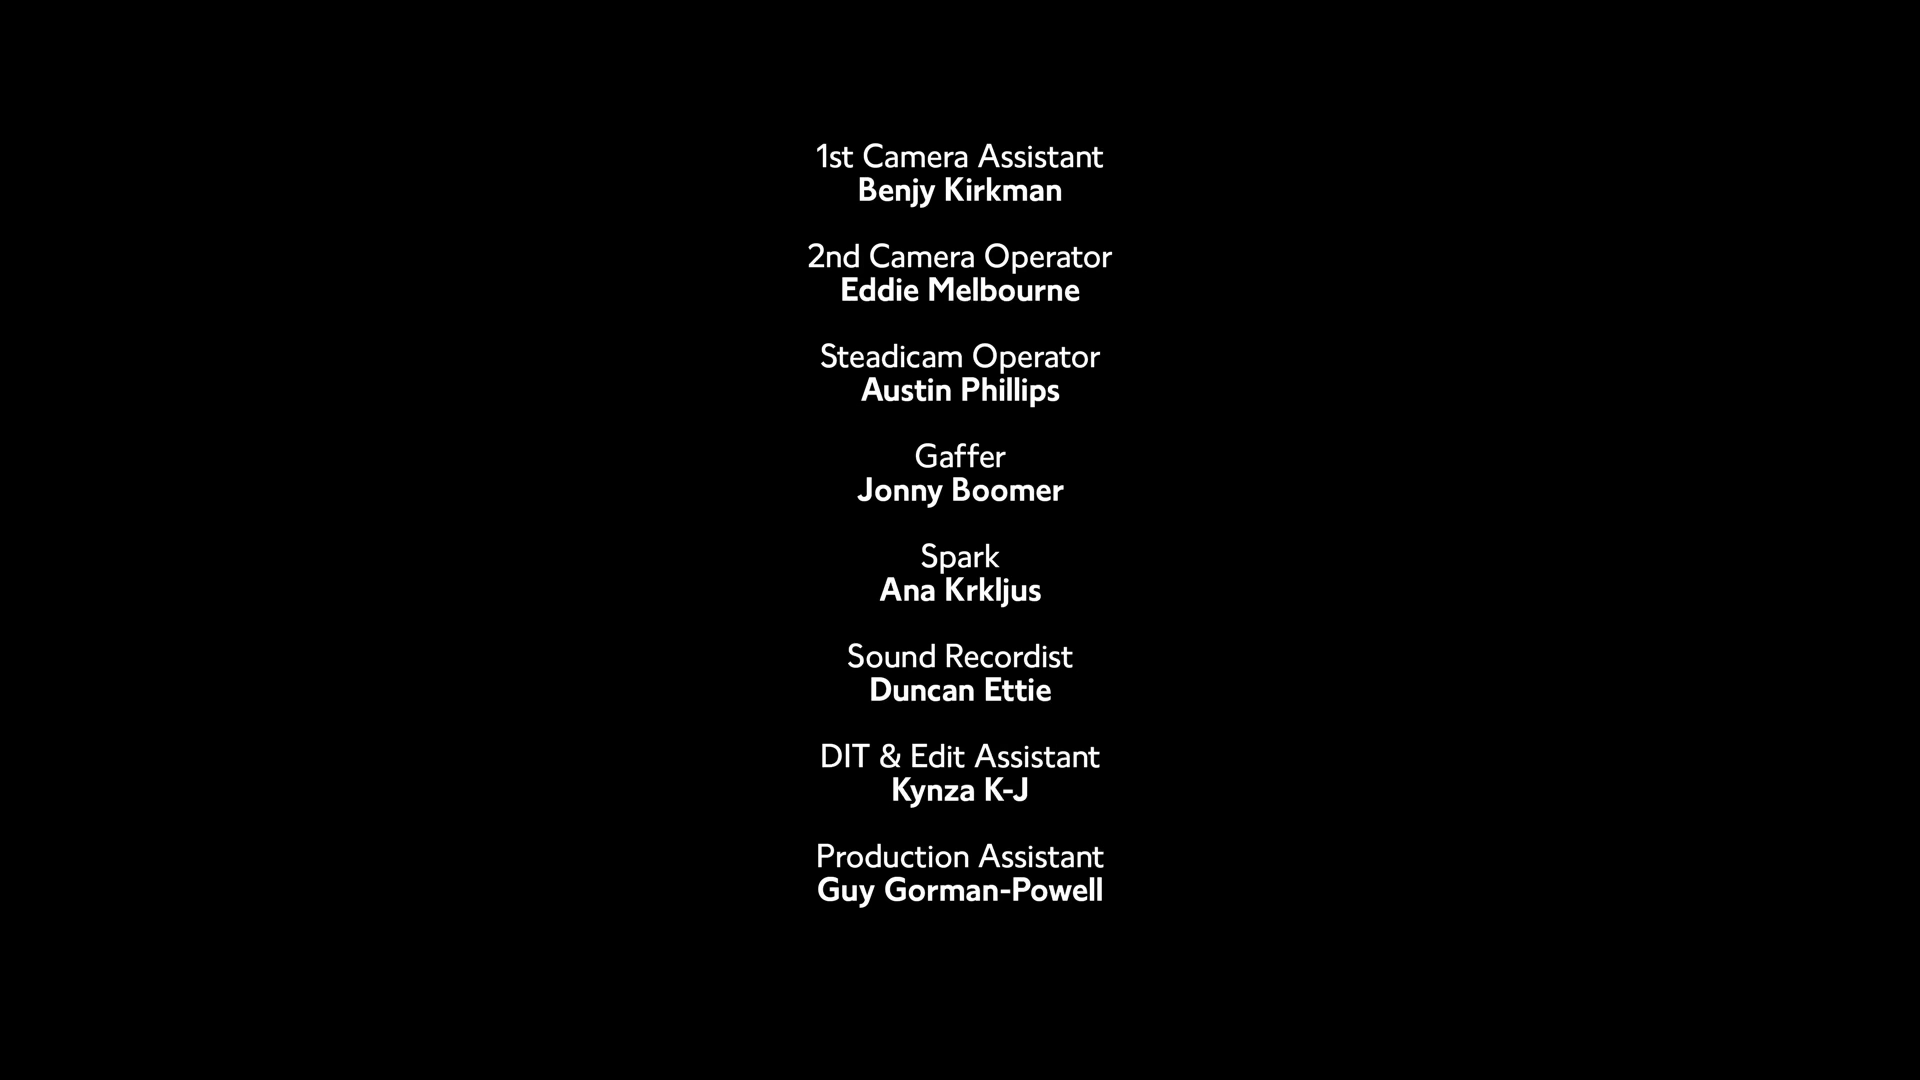 1st Camera Assistant
Benjy Kirkman
2nd Camera Operator
Eddie Melbourne
Steadicam Operator
Austin Phillips
Gaffer
Jonny Boomer
Spark
Ana Krkljus
Sound Recordist
Duncan Ettie
DIT & Edit Assistant
Kynza K-J
Production Assistant
Guy Gorman-Powell